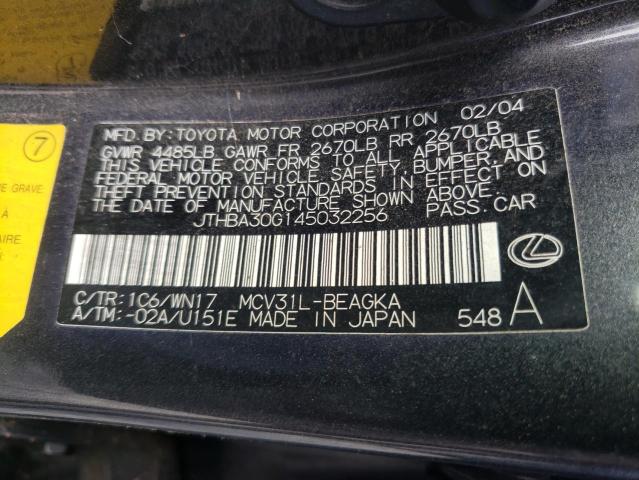 7
E GRAVE
AIRE
MFD.BY:TOYOTA MOTOR CORPORATION 02/04
GVWR 4485LB GAWR FR 2670LB RR 2670LB
THIS VEHICLE CONFORMS TO ALL APPLICABLE
FEDERAL MOTOR VEHICLE SAFETY,BUMPER,AND
THEFT PREVENTION STANDARDS IN EFFECT ON
THE DATE OF MANUFACTURE SHOWN ABOVE.
JTHBA30G145032256 PASS.CAR
C/TR:1C6/WN17 MCV31L-BEAGKA
A/TM:-02A/U151E MADE IN JAPAN 548 A